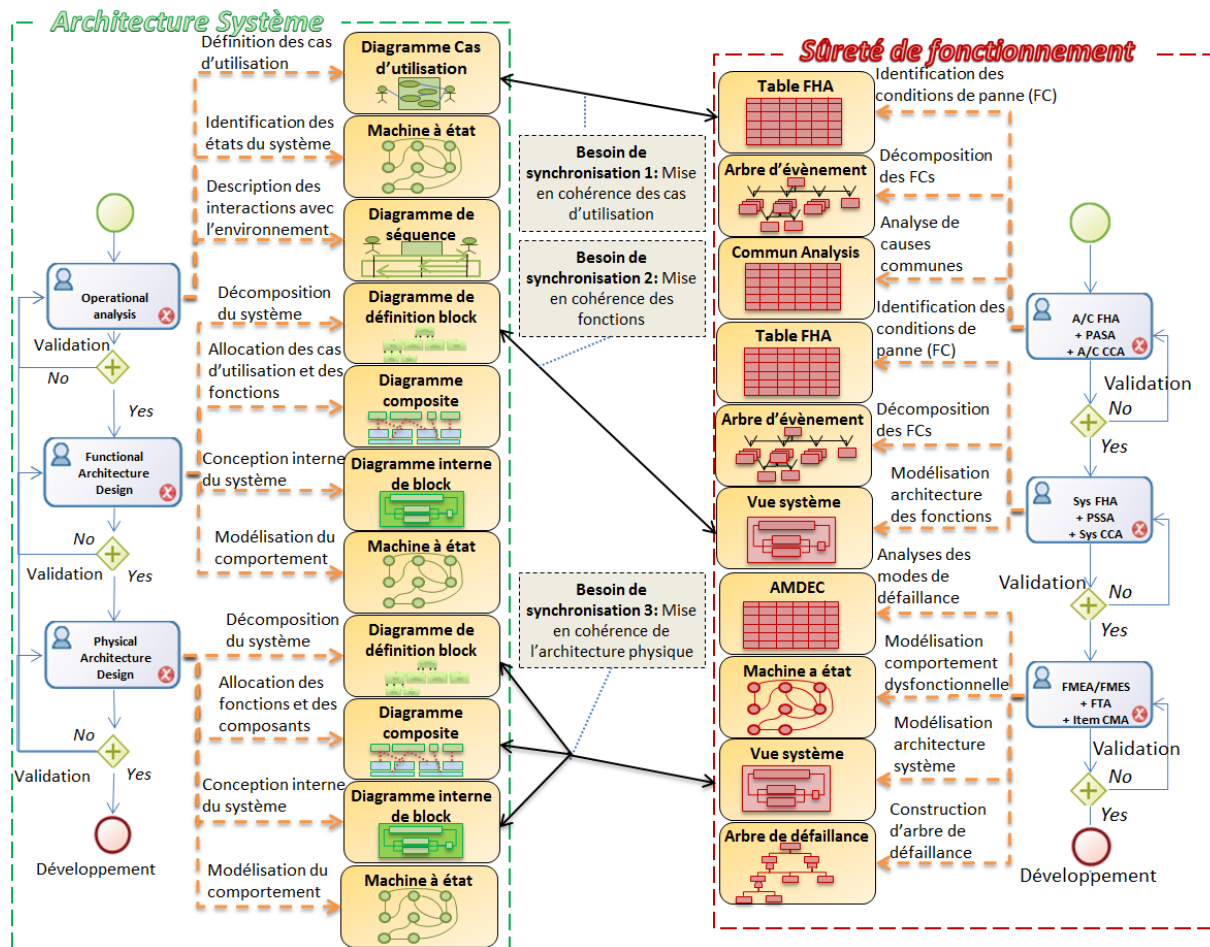 Architecture Système
Définition des cas
d'utilisation
Identification des
états du système
Description des
interactions avec
l'environnement
Operational
analysis
Validation
No
Yes
Décomposition
du système
Allocation des cas
d'utilisation et des
fonctions
Functional
Architecture
Design
Conception interne
du système
No
Validation
Yes
Modélisation du
comportement
Physical
Architecture
Design
Décomposition
du système
Allocation des
fonctions et des
composants
No
Validation
Yes
Conception interne
du système
Développement
Modélisation du
comportement
Diagramme Cas
d'utilisation
Machine à état
Diagramme de
séquence
Diagramme de
définition block
Diagramme
composite
Diagramme interne
de block
Machine à état
Diagramme de
définition block
Diagramme
composite
Diagramme interne
de block
Machine à état
Besoin de
synchronisation 1: Mise
en cohérence des cas
d'utilisation
Besoin de
synchronisation 2: Mise
en cohérence des
fonctions
Besoin de
synchronisation 3: Mise
en cohérence de
l'architecture physique
Sûreté de fonctionnement
Table FHA
Arbre d'évènement
Commun Analysis
Table FHA
Arbre d'évènement
Vue système
AMDEC
Machine a état
Vue système
Arbre de défaillance
Identification des
conditions de panne (FC)
Décomposition
des FCs
Analyse de
causes
communes
Identification des
conditions de
panne (FC)
Décomposition
des FCs
Modélisation
architecture
des fonctions
Analyses des
modes de
défaillance
Modélisation
comportement
dysfonctionnelle
Modélisation
architecture
système
Construction
d'arbre de
défaillance
A/C FHA
+ PASA
+ A/C CCA
Validation
No
Yes
Sys FHA
+ PSSA
+ Sys CCA
Validation
No
Yes
FMEA/FMES
+ FTA
+ Item CMA
Validation
No
Yes
Développement